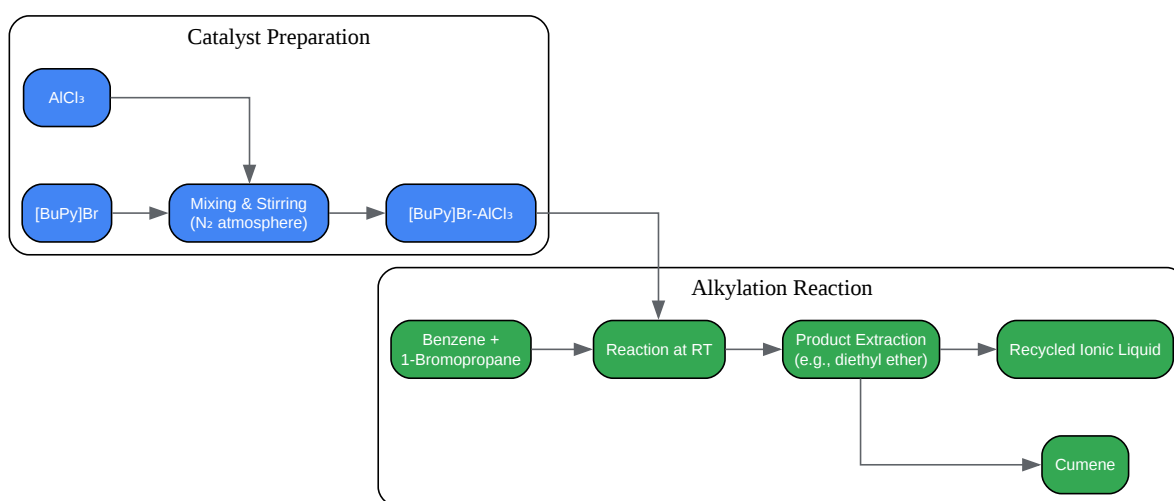 Catalyst Preparation
AlCl₃
[BuPy]Br
Mixing & Stirring
(N₂ atmosphere)
[BuPy]Br-AlCl₃
Alkylation Reaction
Benzene +
1-Bromopropane
Reaction at RT
Product Extraction
(e.g., diethyl ether)
Recycled Ionic Liquid
Cumene